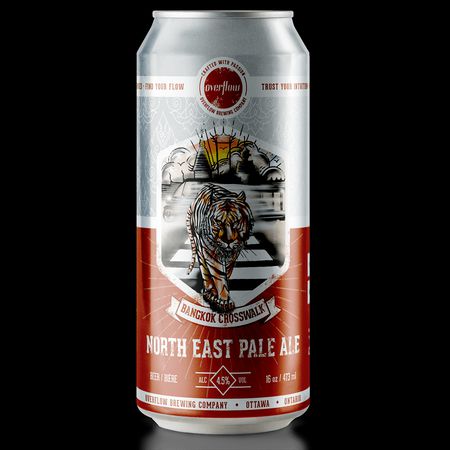 CRAFTED WITH PASSION
overflow
OVERFLOW BREWING COMPANY
• FIND YOUR FLOW
TRUST YOUR INTUITION
BANGKOK CROSSWALK
NORTH EAST PALE ALE
BEER / BIÈRE
ALC 4.5% VOL
16 oz / 473 ml
OVERFLOW BREWING COMPANY • OTTAWA • ONTARIO